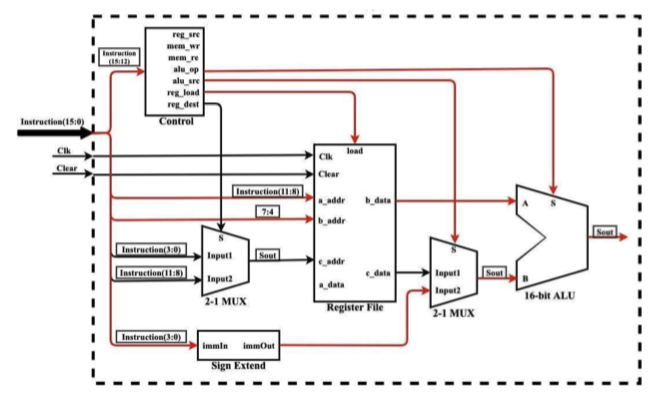 reg_src
mem_wr
mem_re
alu_op
alu_src
reg_load
reg_dest
Control
Instruction
(15:12)
Instruction(15:0)
Clk
Clear
Clk
load
Clear
Instruction(11:8)
a_addr
b_data
7:4
b_addr
S
Instruction(3:0)
Input1
Sout
c_addr
Instruction(11:8)
Input2
c_data
a_data
2-1 MUX
Register File
S
Input1
Sout
Input2
2-1 MUX
A
S
B
Sout
16-bit ALU
Instruction(3:0)
immIn
immOut
Sign Extend